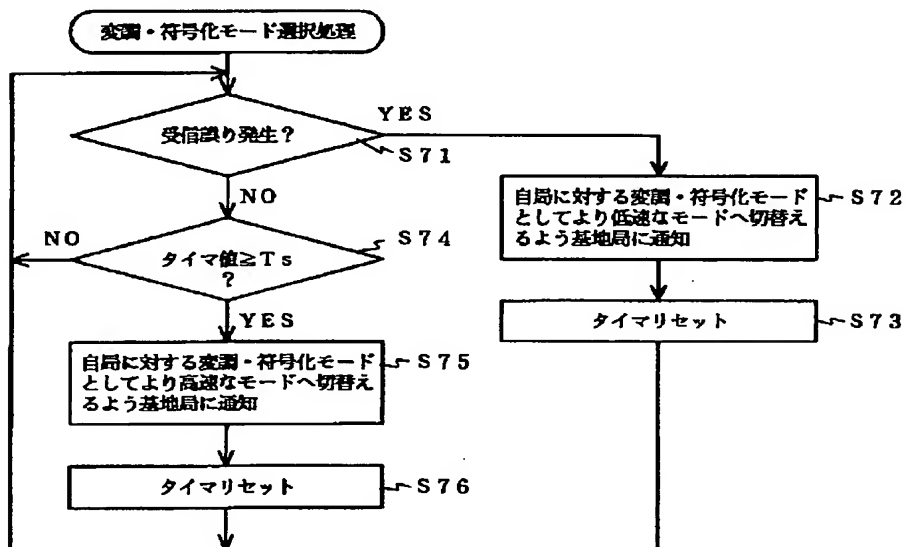 変調・符号化モード選択処理
受信誤り発生？
YES
S71
NO
自局に対する変調・符号化モード
としてより低速なモードへ切替え
るよう基地局に通知
S72
NO
タイマ値≧Ts
？
S74
YES
タイマリセット
S73
自局に対する変調・符号化モード
としてより高速なモードへ切替え
るよう基地局に通知
S75
タイマリセット
S76